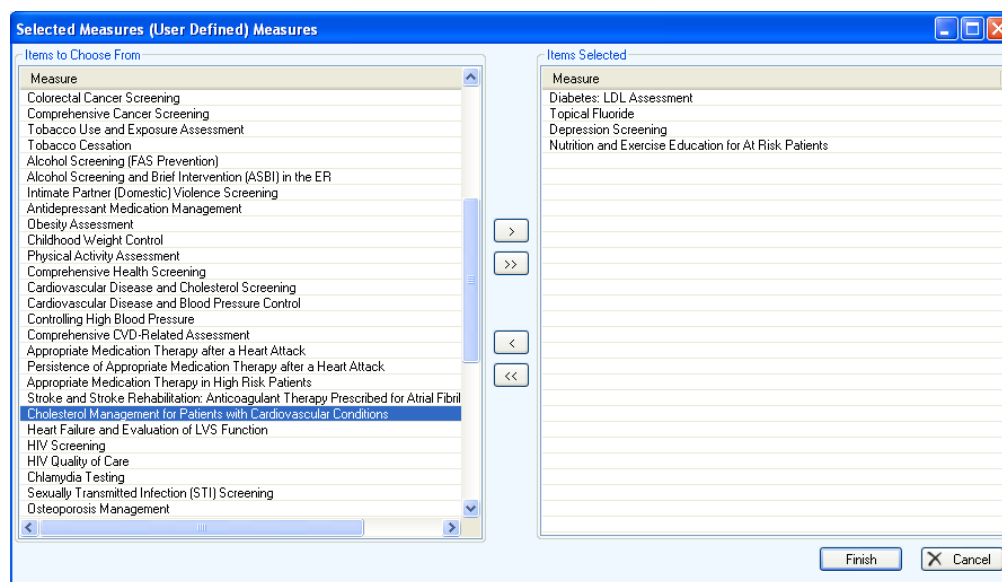 Selected Measures (User Defined) Measures
Items to Choose From
Measure
Colorectal Cancer Screening
Comprehensive Cancer Screening
Tobacco Use and Exposure Assessment
Tobacco Cessation
Alcohol Screening (FAS Prevention)
Alcohol Screening and Brief Intervention (ASBI) in the ER
Intimate Partner (Domestic) Violence Screening
Antidepressant Medication Management
Obesity Assessment
Childhood Weight Control
Physical Activity Assessment
Comprehensive Health Screening
Cardiovascular Disease and Cholesterol Screening
Cardiovascular Disease and Blood Pressure Control
Controlling High Blood Pressure
Comprehensive CVD-Related Assessment
Appropriate Medication Therapy after a Heart Attack
Persistence of Appropriate Medication Therapy after a Heart Attack
Appropriate Medication Therapy in High Risk Patients
Stroke and Stroke Rehabilitation: Anticoagulant Therapy Prescribed for Atrial Fibril
Cholesterol Management for Patients with Cardiovascular Conditions
Heart Failure and Evaluation of LVS Function
HIV Screening
HIV Quality of Care
Chlamydia Testing
Sexually Transmitted Infection (STI) Screening
Osteoporosis Management
>
>>
<
<<
Items Selected
Measure
Diabetes: LDL Assessment
Topical Fluoride
Depression Screening
Nutrition and Exercise Education for At Risk Patients
Finish
Cancel